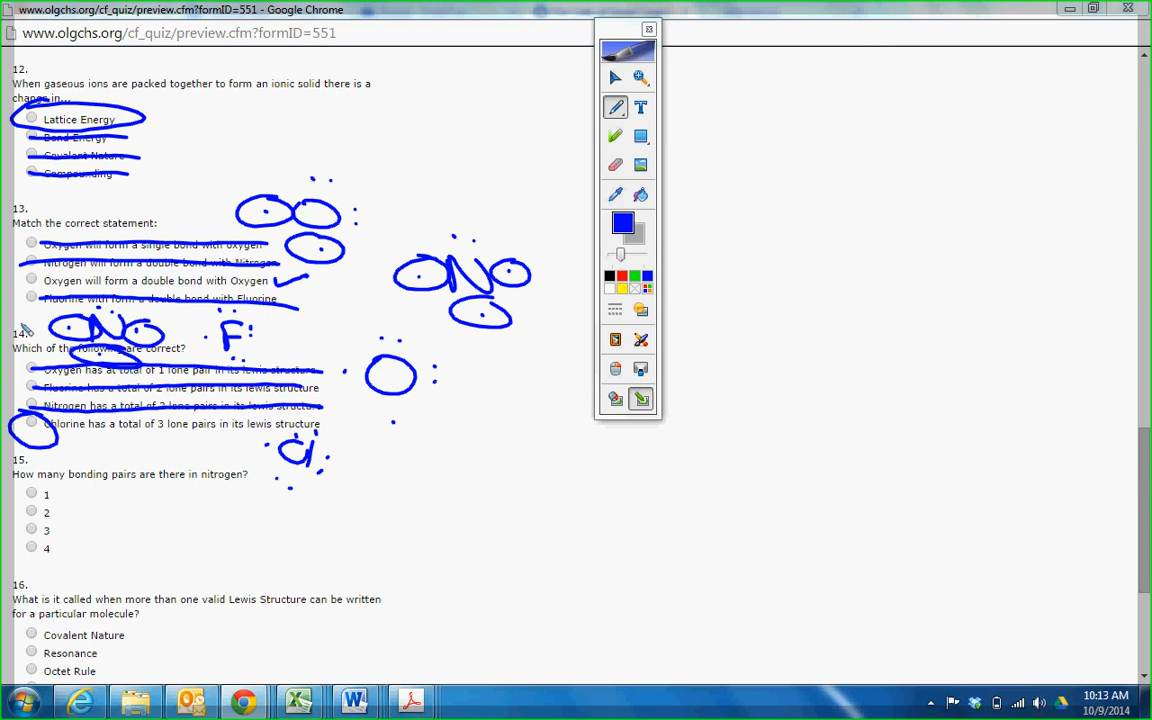 www.olgchs.org/cf_quiz/preview.cfm?formID=551 - Google Chrome
www.olgchs.org/cf_quiz/preview.cfm?formID=551
12.
When gaseous ions are packed together to form an ionic solid there is a
change in...
Lattice Energy
Bond Energy
Covalent Nature
Compounding
13.
Match the correct statement:
Oxygen will form a single bond with oxygen
Nitrogen will form a double bond with Nitrogen
Oxygen will form a double bond with Oxygen
Fluorine with form a double bond with Fluorine
N
N
F
14.
Which of the following are correct?
Oxygen has at total of 1 lone pair in its lewis structure
Fluorine has a total of 2 lone pairs in its lewis structure
Nitrogen has a total of 2 lone pairs in its lewis structure
Chlorine has a total of 3 lone pairs in its lewis structure
Cl
15.
How many bonding pairs are there in nitrogen?
1
2
3
4
16.
What is it called when more than one valid Lewis Structure can be written
for a particular molecule?
Covalent Nature
Resonance
Octet Rule
T
10:13 AM
10/9/2014